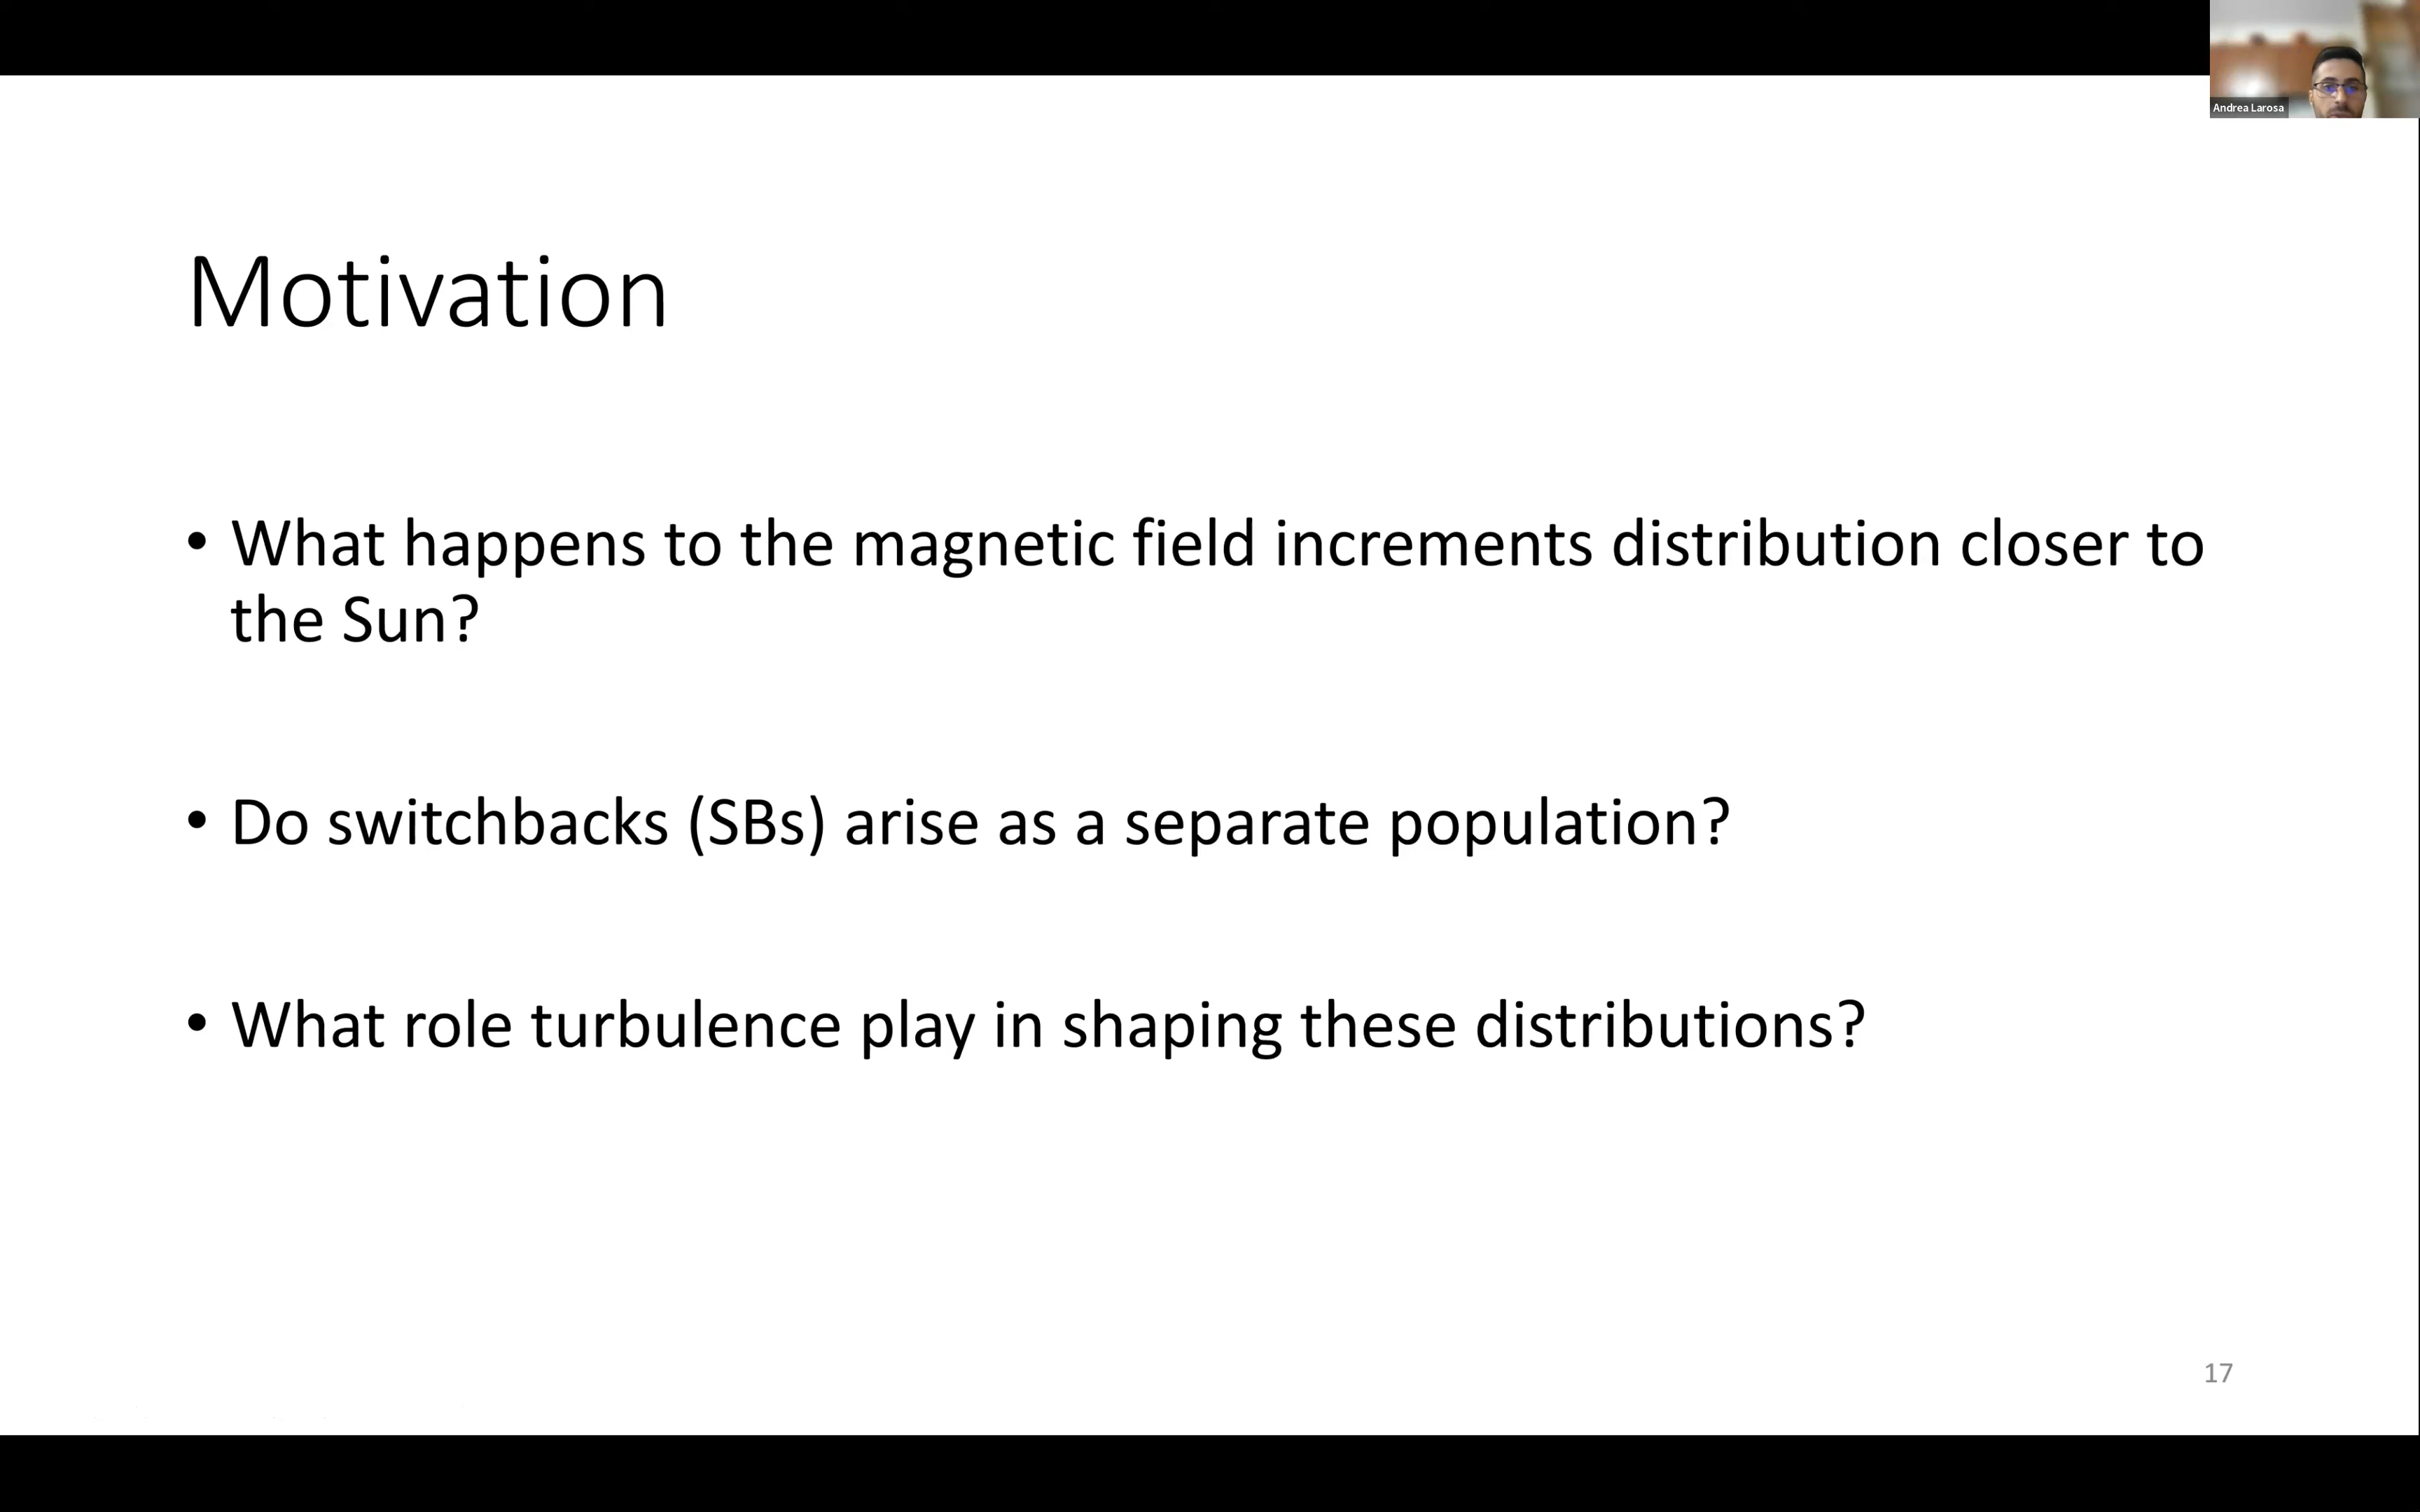 Andrea Larosa
Motivation
• What happens to the magnetic field increments distribution closer to
the Sun?
• Do switchbacks (SBs) arise as a separate population?
• What role turbulence play in shaping these distributions?
17